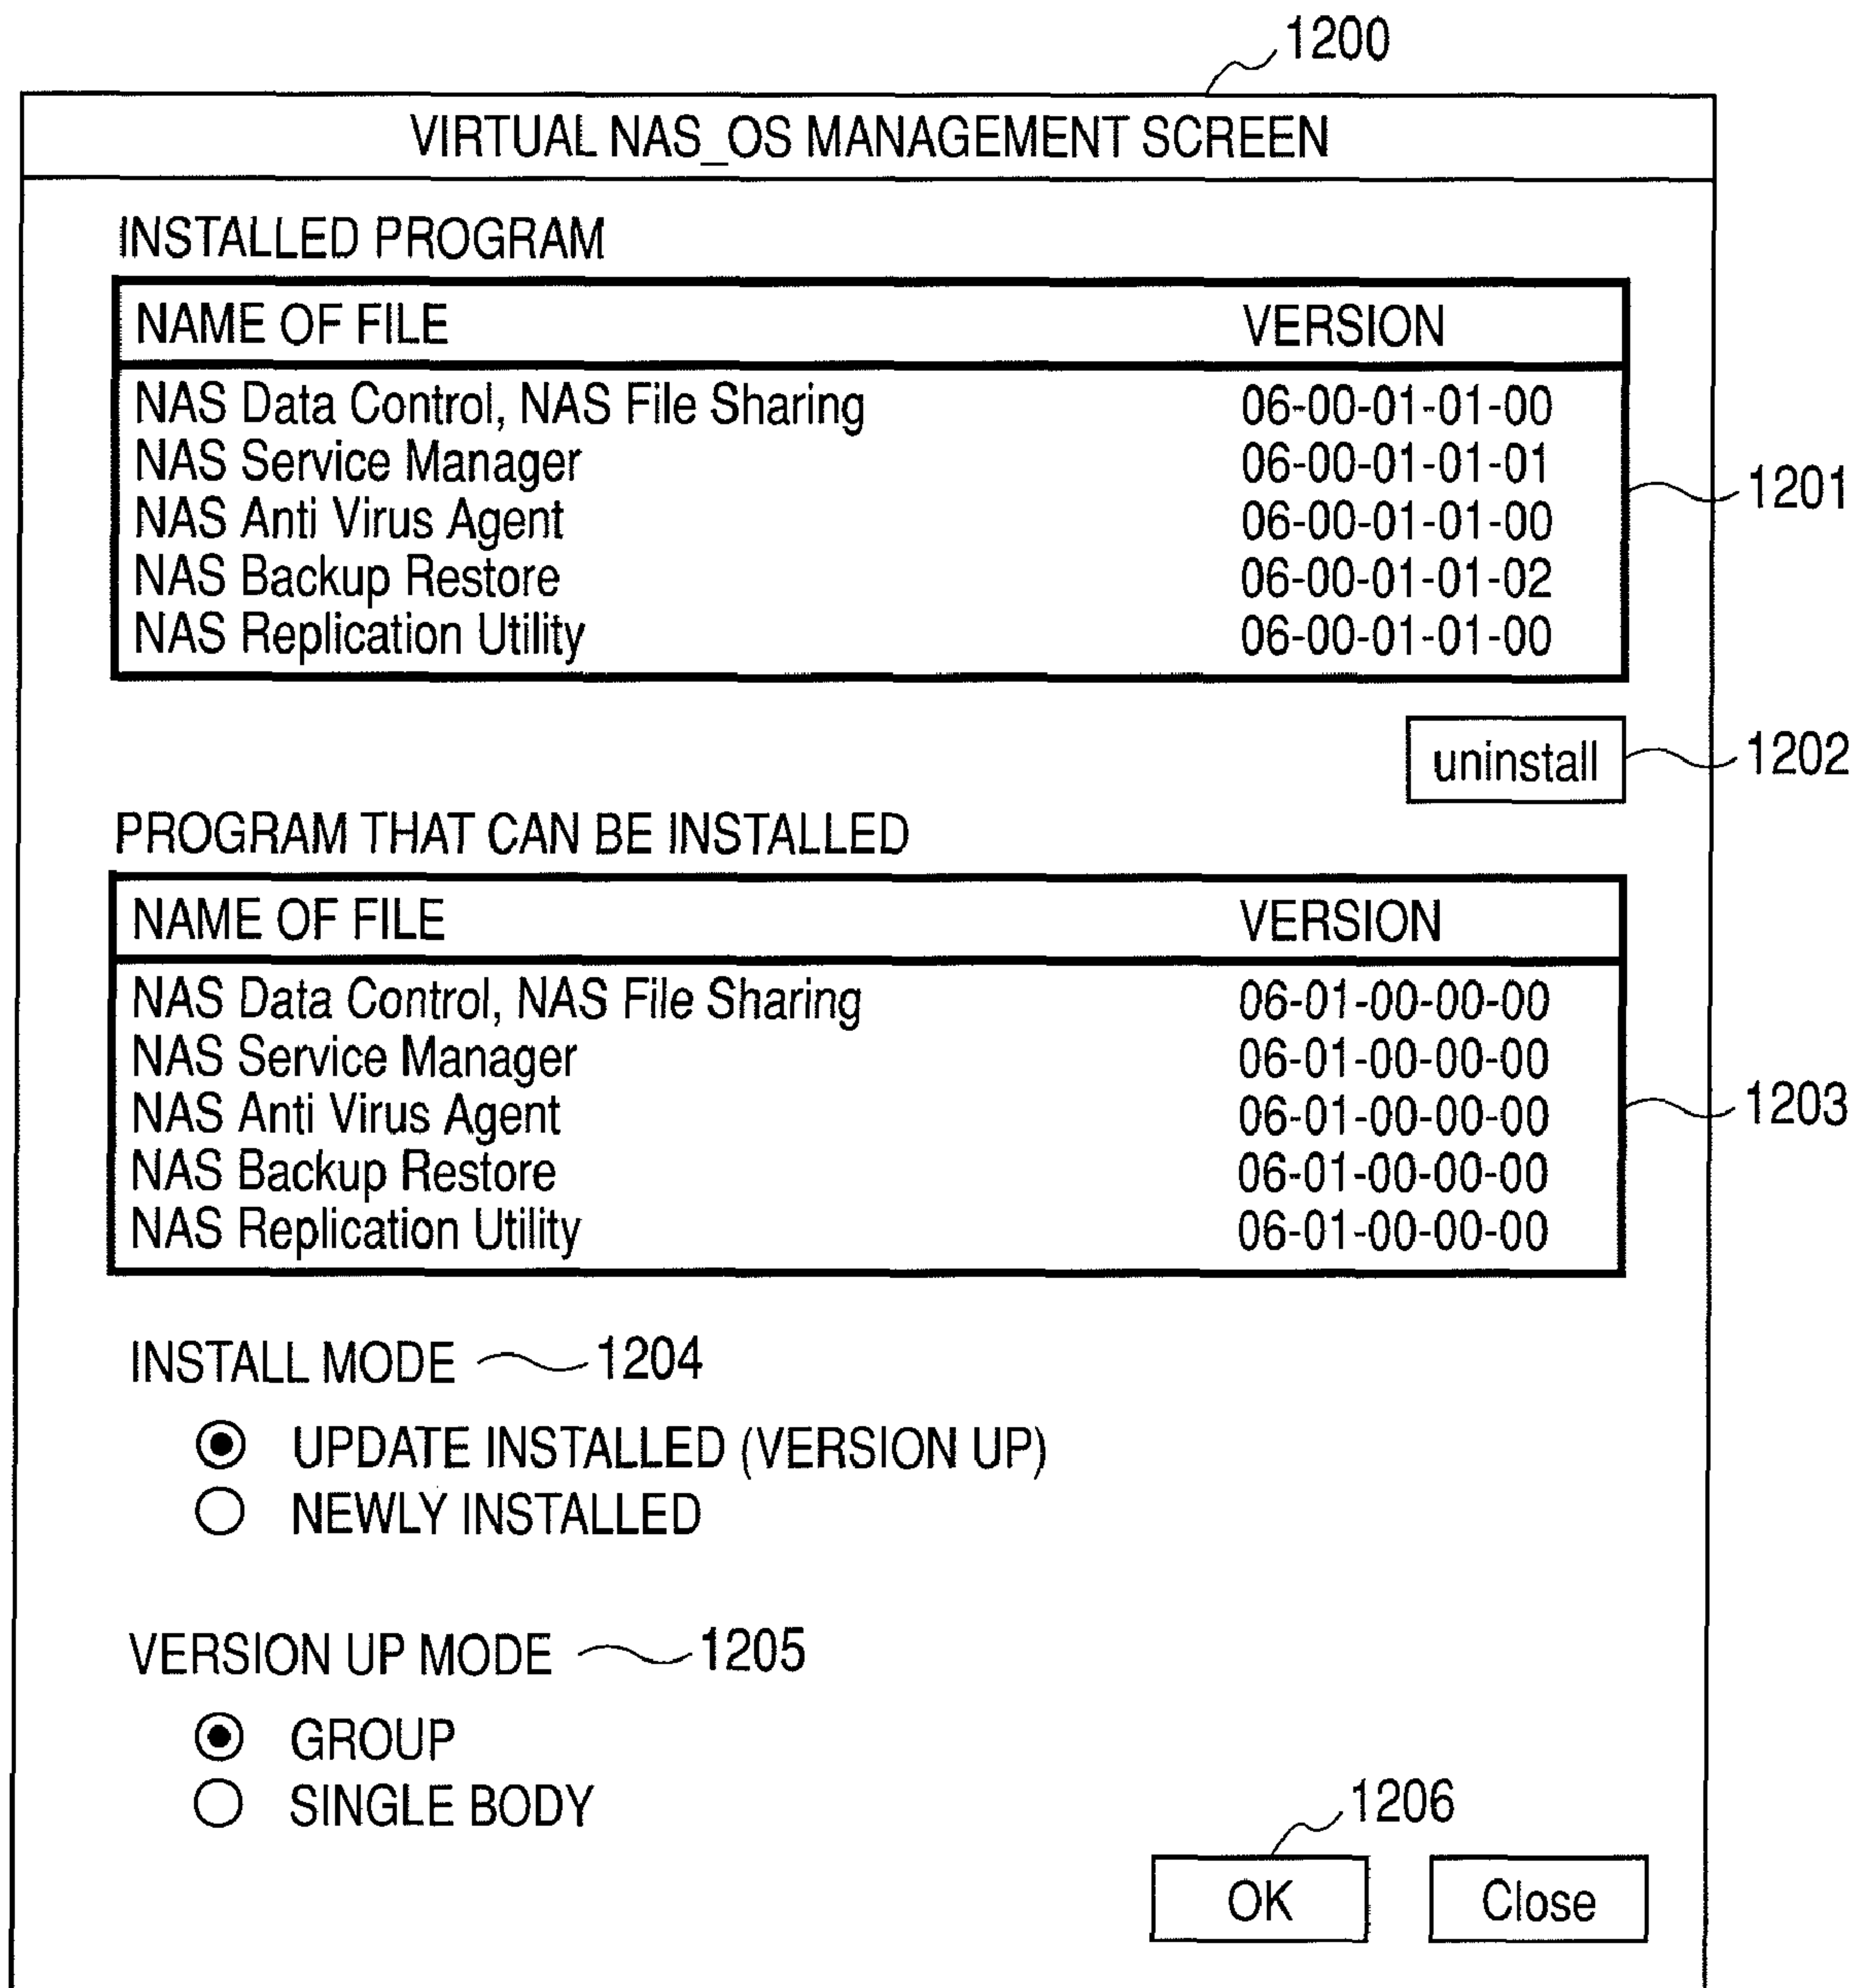 1200
VIRTUAL NAS_OS MANAGEMENT SCREEN
INSTALLED PROGRAM
NAME OF FILE VERSION
NAS Data Control, NAS File Sharing 06-00-01-01-00
NAS Service Manager 06-00-01-01-01
1201
NAS Anti Virus Agent 06-00-01-01-00
NAS Backup Restore 06-00-01-01-02
NAS Replication Utility 06-00-01-01-00
uninstall 1202
PROGRAM THAT CAN BE INSTALLED
NAME OF FILE VERSION
NAS Data Control, NAS File Sharing 06-01-00-00-00
NAS Service Manager 06-01-00-00-00
NAS Anti Virus Agent 06-01-00-00-00 1203
NAS Backup Restore 06-01-00-00-00
NAS Replication Utility 06-01-00-00-00
INSTALL MODE 1204
UPDATE INSTALLED (VERSION UP)
NEWLY INSTALLED
VERSION UP MODE 1205
GROUP
SINGLE BODY
1206
OK Close